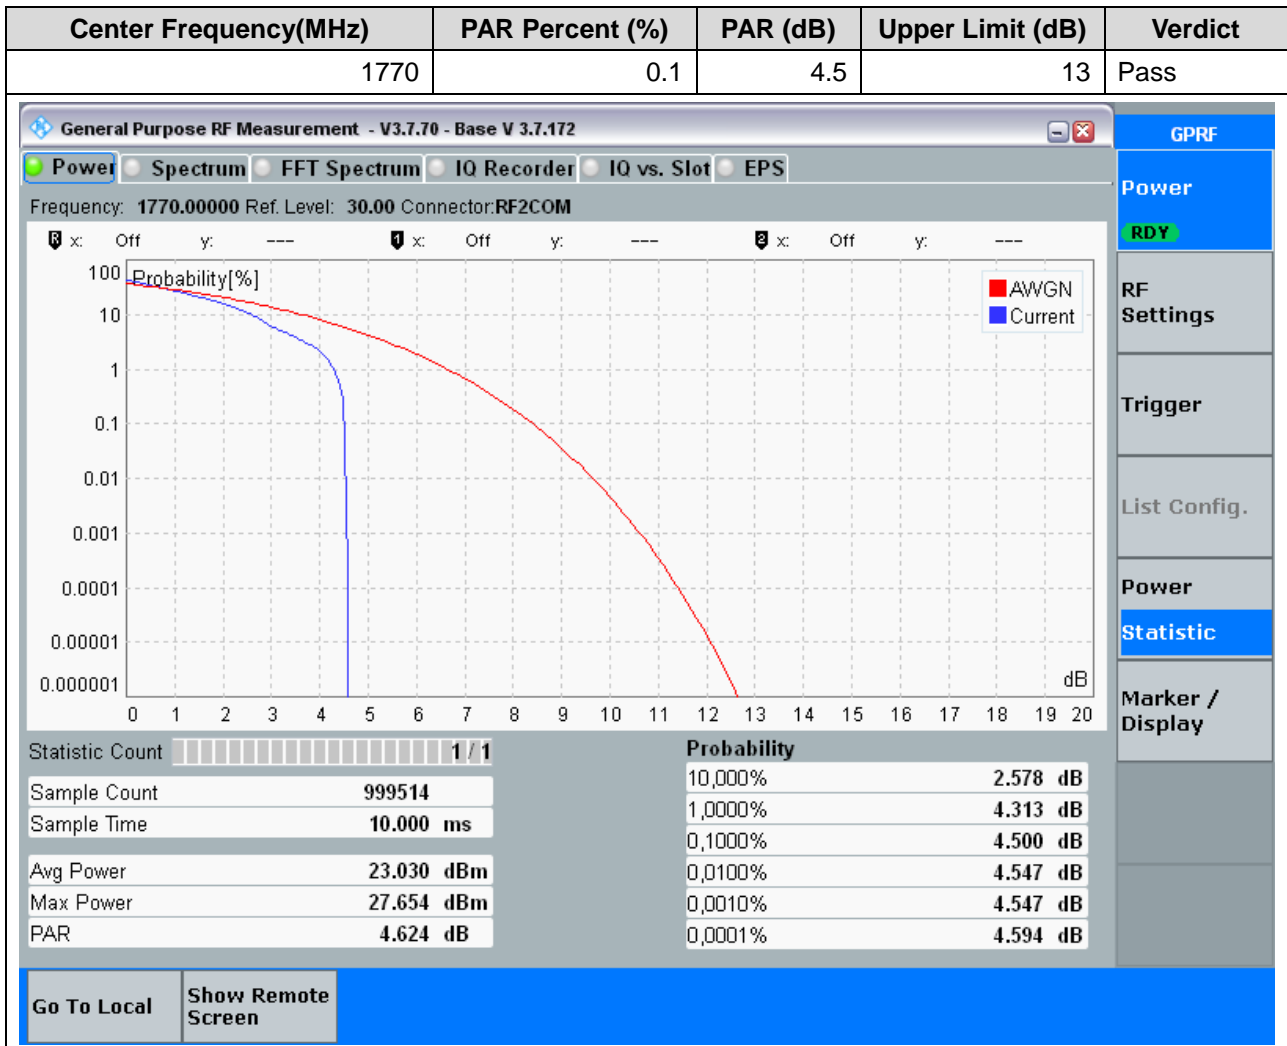 Center Frequency(MHz) PAR Percent (%) PAR (dB) Upper Limit (dB) Verdict
1770 0.1 4.5 13 Pass
General Purpose RF Measurement - V3.7.70 - Base V 3.7.172
GPRF
Power Spectrum FFT Spectrum IQ Recorder IQ vs. Slot EPS
Frequency: 1770.00000 Ref. Level: 30.00 Connector:RF2COM
R x: Off y: --- 1 x: Off y: --- 2 x: Off y: ---
Probability[%]
100
10
1
0.1
0.01
0.001
0.0001
0.00001
0.000001
AWGN
Current
dB
0 1 2 3 4 5 6 7 8 9 10 11 12 13 14 15 16 17 18 19 20
Statistic Count 1 / 1
Sample Count 999514
Sample Time 10.000 ms
Avg Power 23.030 dBm
Max Power 27.654 dBm
PAR 4.624 dB
Probability
10,000% 2.578 dB
1,0000% 4.313 dB
0,1000% 4.500 dB
0,0100% 4.547 dB
0,0010% 4.547 dB
0,0001% 4.594 dB
Power
RDY
RF
Settings
Trigger
List Config.
Power
Statistic
Marker /
Display
Go To Local
Show Remote
Screen